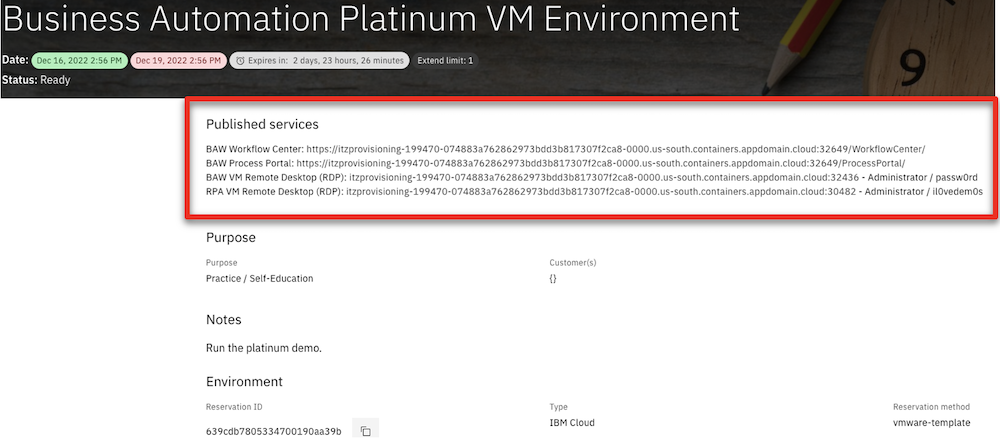 Business Automation Platinum VM Environment
Date: Dec 16, 2022 2:56 PM Dec 19, 2022 2:56 PM Expires in: 2 days, 23 hours, 26 minutes Extend limit: 1
Status: Ready
9
Published services
BAW Workflow Center: https://itzprovisioning-199470-074883a762862973bdd3b817307f2ca8-0000.us-south.containers.appdomain.cloud:32649/WorkflowCenter/
BAW Process Portal: https://itzprovisioning-199470-074883a762862973bdd3b817307f2ca8-0000.us-south.containers.appdomain.cloud:32649/ProcessPortal/
BAW VM Remote Desktop (RDP): itzprovisioning-199470-074883a762862973bdd3b817307f2ca8-0000.us-south.containers.appdomain.cloud:32436 - Administrator / passw0rd
RPA VM Remote Desktop (RDP): itzprovisioning-199470-074883a762862973bdd3b817307f2ca8-0000.us-south.containers.appdomain.cloud:30482 - Administrator / il0vedem0s
Purpose
Purpose Customer(s)
Practice / Self-Education {}
Notes
Run the platinum demo.
Environment
Reservation ID Type Reservation method
639cdb7805334700190aa39b IBM Cloud vmware-template